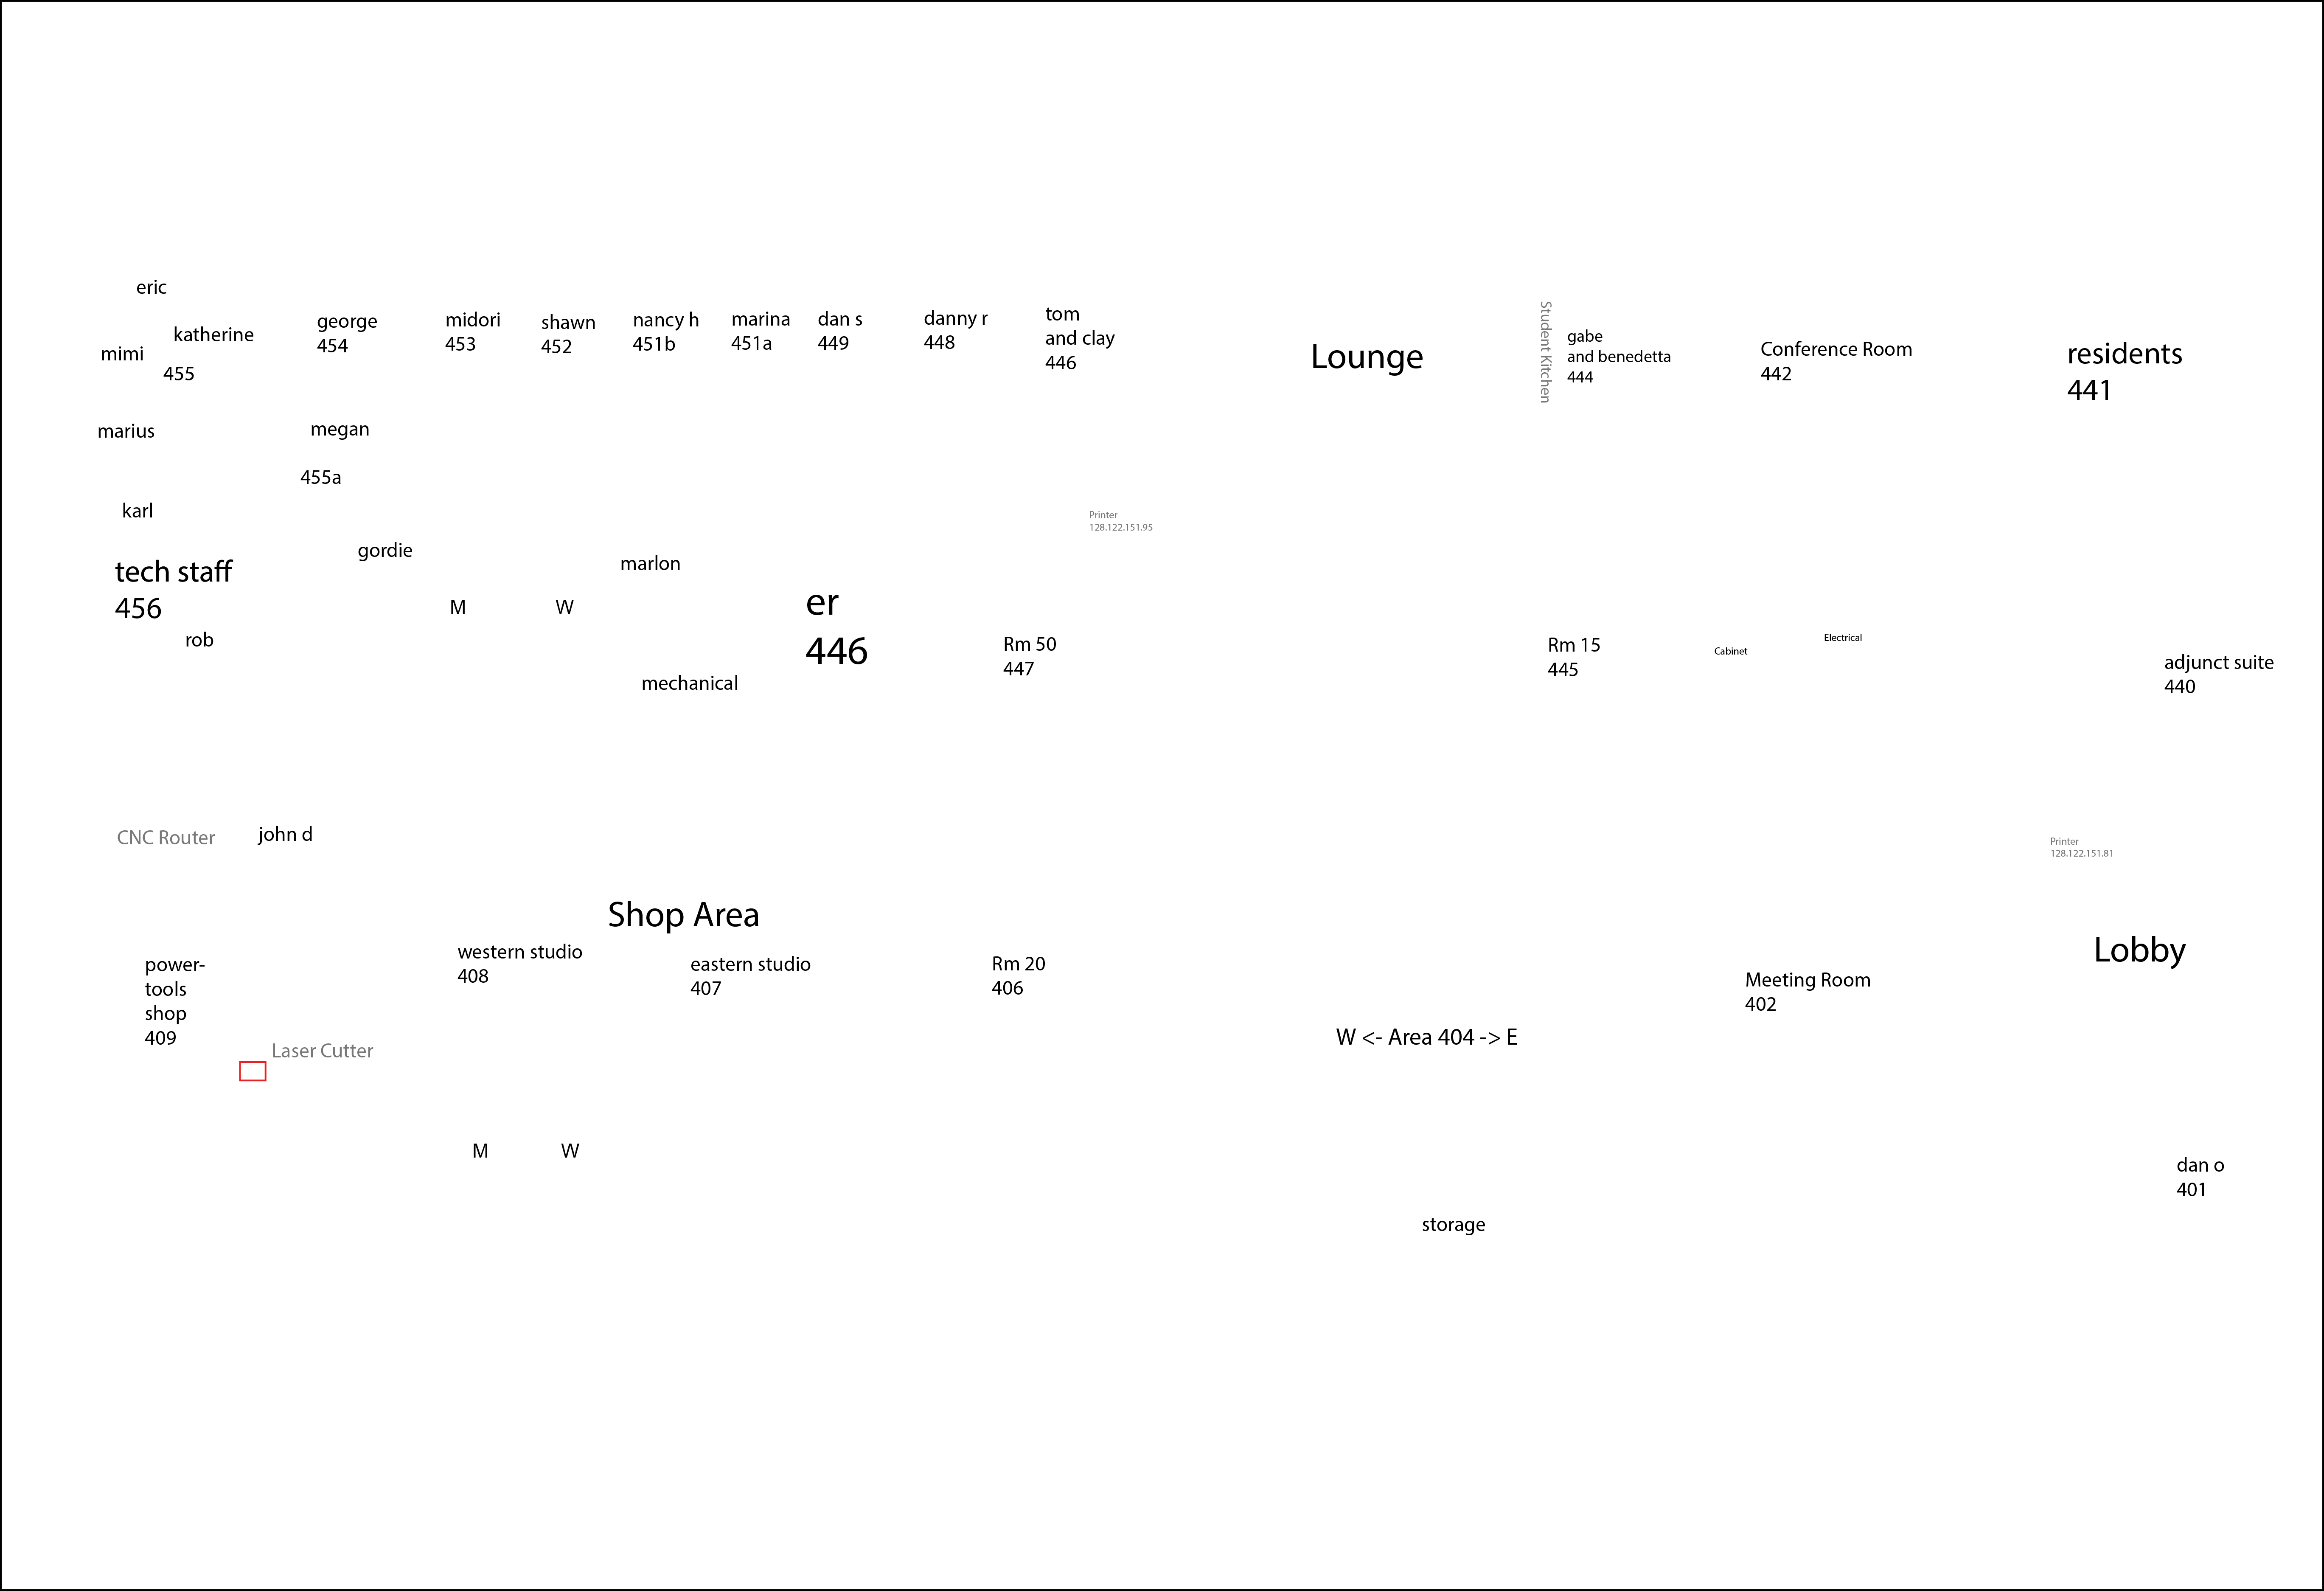 eric
katherine
mimi
455
george
454
midori
453
shawn
452
nancy h
451b
marina
451a
dan s
449
danny r
448
tom
and clay
446
Lounge
Student Kitchen
gabe
and benedetta
444
Conference Room
442
residents
441
marius
megan
455a
karl
Printer
128.122.151.95
gordie
marlon
tech staff
456
rob
M
W
er
446
mechanical
Rm 50
447
Rm 15
445
Cabinet
Electrical
adjunct suite
440
CNC Router
john d
Printer
128.122.151.81
Shop Area
Lobby
power-
tools
shop
409
western studio
408
eastern studio
407
Rm 20
406
Meeting Room
402
W <- Area 404 -> E
Laser Cutter
M
W
dan o
401
storage